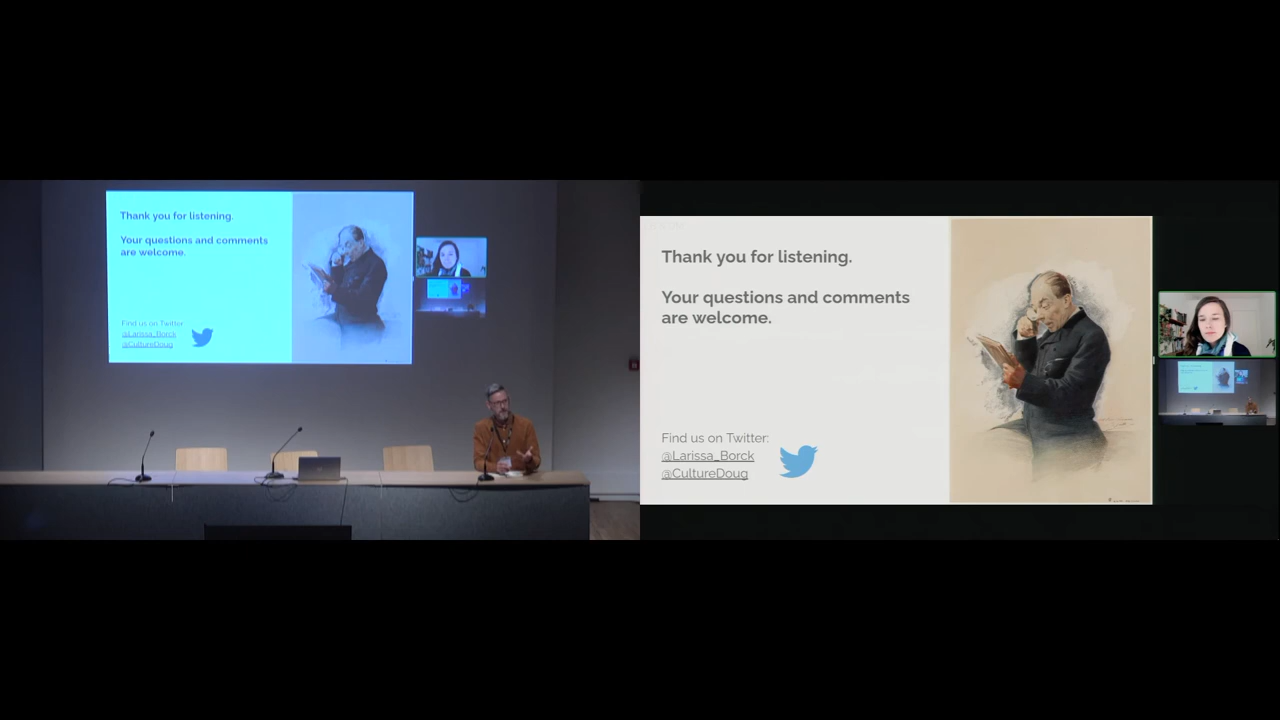 Thank you for listening.
Your questions and comments
are welcome.
Find us on Twitter
@Larissa_Borck
@CultureDoug
Thank you for listening.
Your questions and comments
are welcome.
Find us on Twitter:
@Larissa_Borck
@CultureDoug